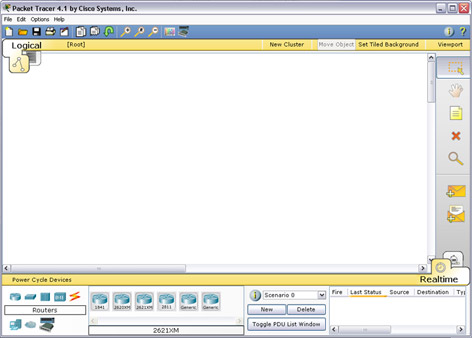 Packet Tracer 4.1 by Cisco Systems, Inc.
File Edit Options Help
Logical [Root] New Cluster Move Object Set Tiled Background Viewport
Realtime
Power Cycle Devices
Routers
1841 2620XM 2621XM 2811 Generic Generic
2621XM
Scenario 0
New Delete
Toggle PDU List Window
Fire Last Status Source Destination Ty